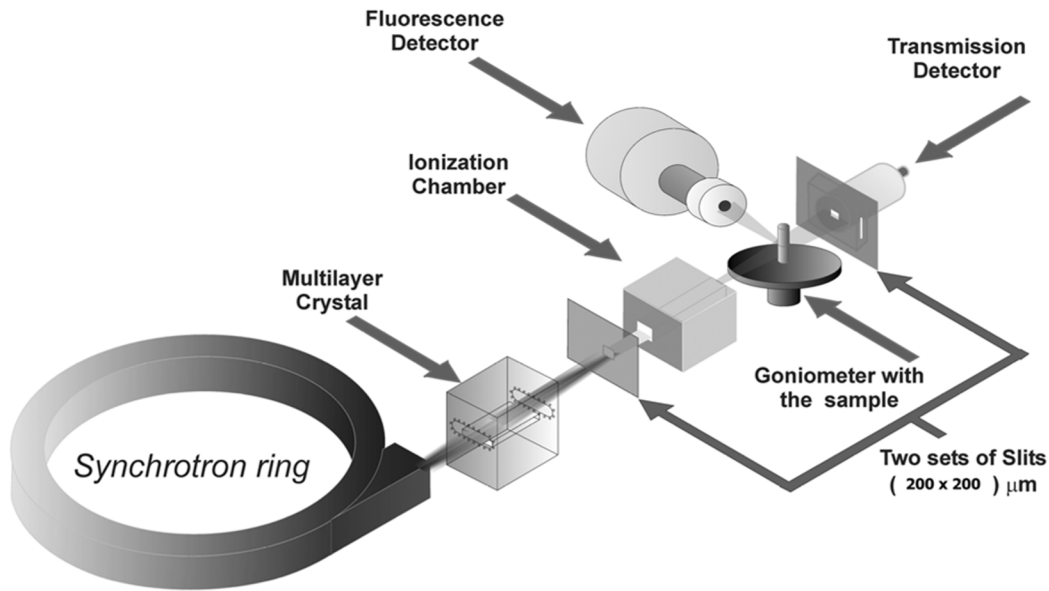 Fluorescence
Detector
Transmission
Detector
Ionization
Chamber
Multilayer
Crystal
Goniometer with
the sample
Synchrotron ring
Two sets of Slits
( 200 x 200 ) μm